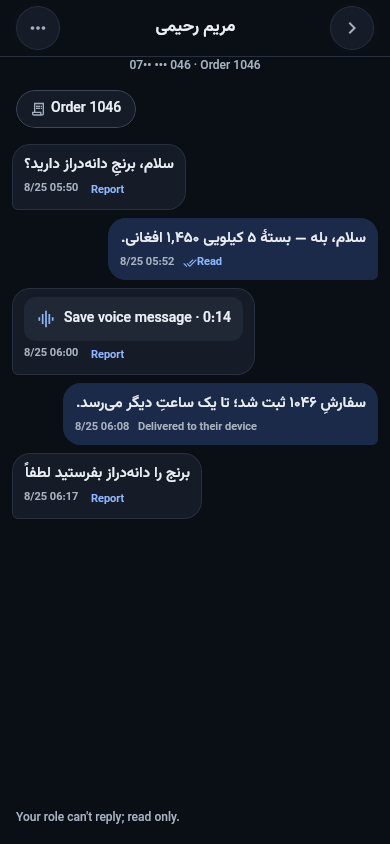 مریم رحیمی
07•• ••• 046 · Order 1046
Order 1046
سلام، برنجِ دانه‌دراز دارید؟
8/25 05:50 Report
سلام، بله — بستهٔ ۵ کیلویی ۱,۴۵۰ افغانی.
8/25 05:52 Read
Save voice message · 0:14
8/25 06:00 Report
سفارشِ ۱۰۴۶ ثبت شد؛ تا یک ساعتِ دیگر می‌رسد.
8/25 06:08 Delivered to their device
برنج را دانه‌دراز بفرستید لطفاً
8/25 06:17 Report
Your role can't reply; read only.